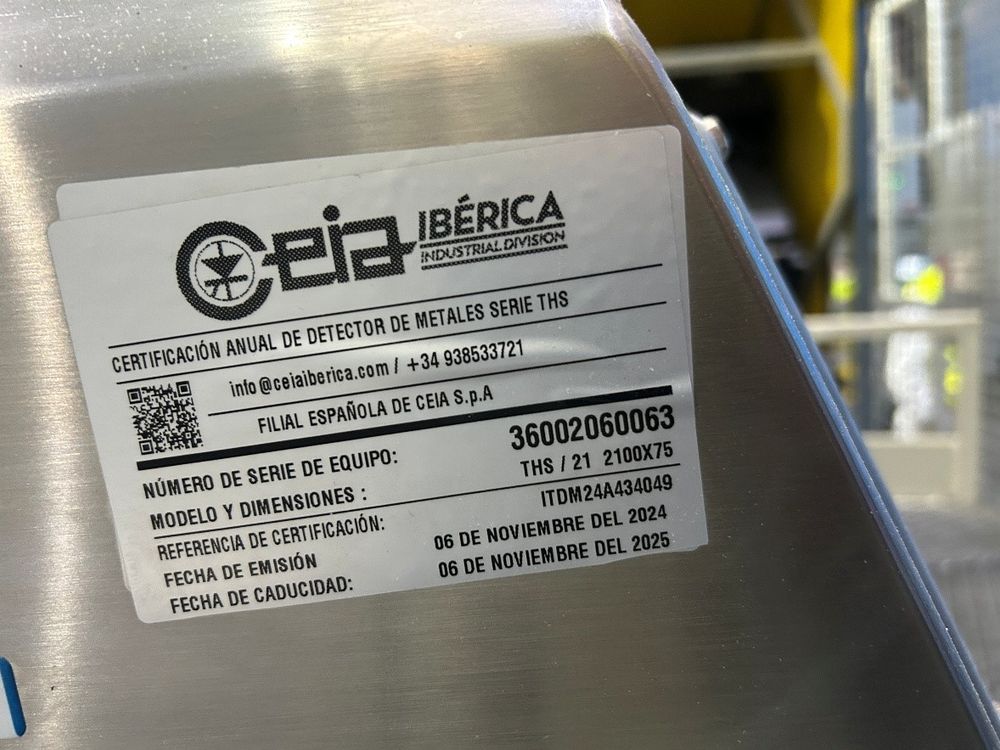 Ceia IBÉRICA
INDUSTRIAL DIVISION
CERTIFICACIÓN ANUAL DE DETECTOR DE METALES SERIE THS
info@ceiaiberica.com / +34 938533721
FILIAL ESPAÑOLA DE CEIA S.p.A
NÚMERO DE SERIE DE EQUIPO: 36002060063
MODELO Y DIMENSIONES : THS / 21 2100X75
REFERENCIA DE CERTIFICACIÓN: ITDM24A434049
FECHA DE EMISIÓN 06 DE NOVIEMBRE DEL 2024
FECHA DE CADUCIDAD: 06 DE NOVIEMBRE DEL 2025